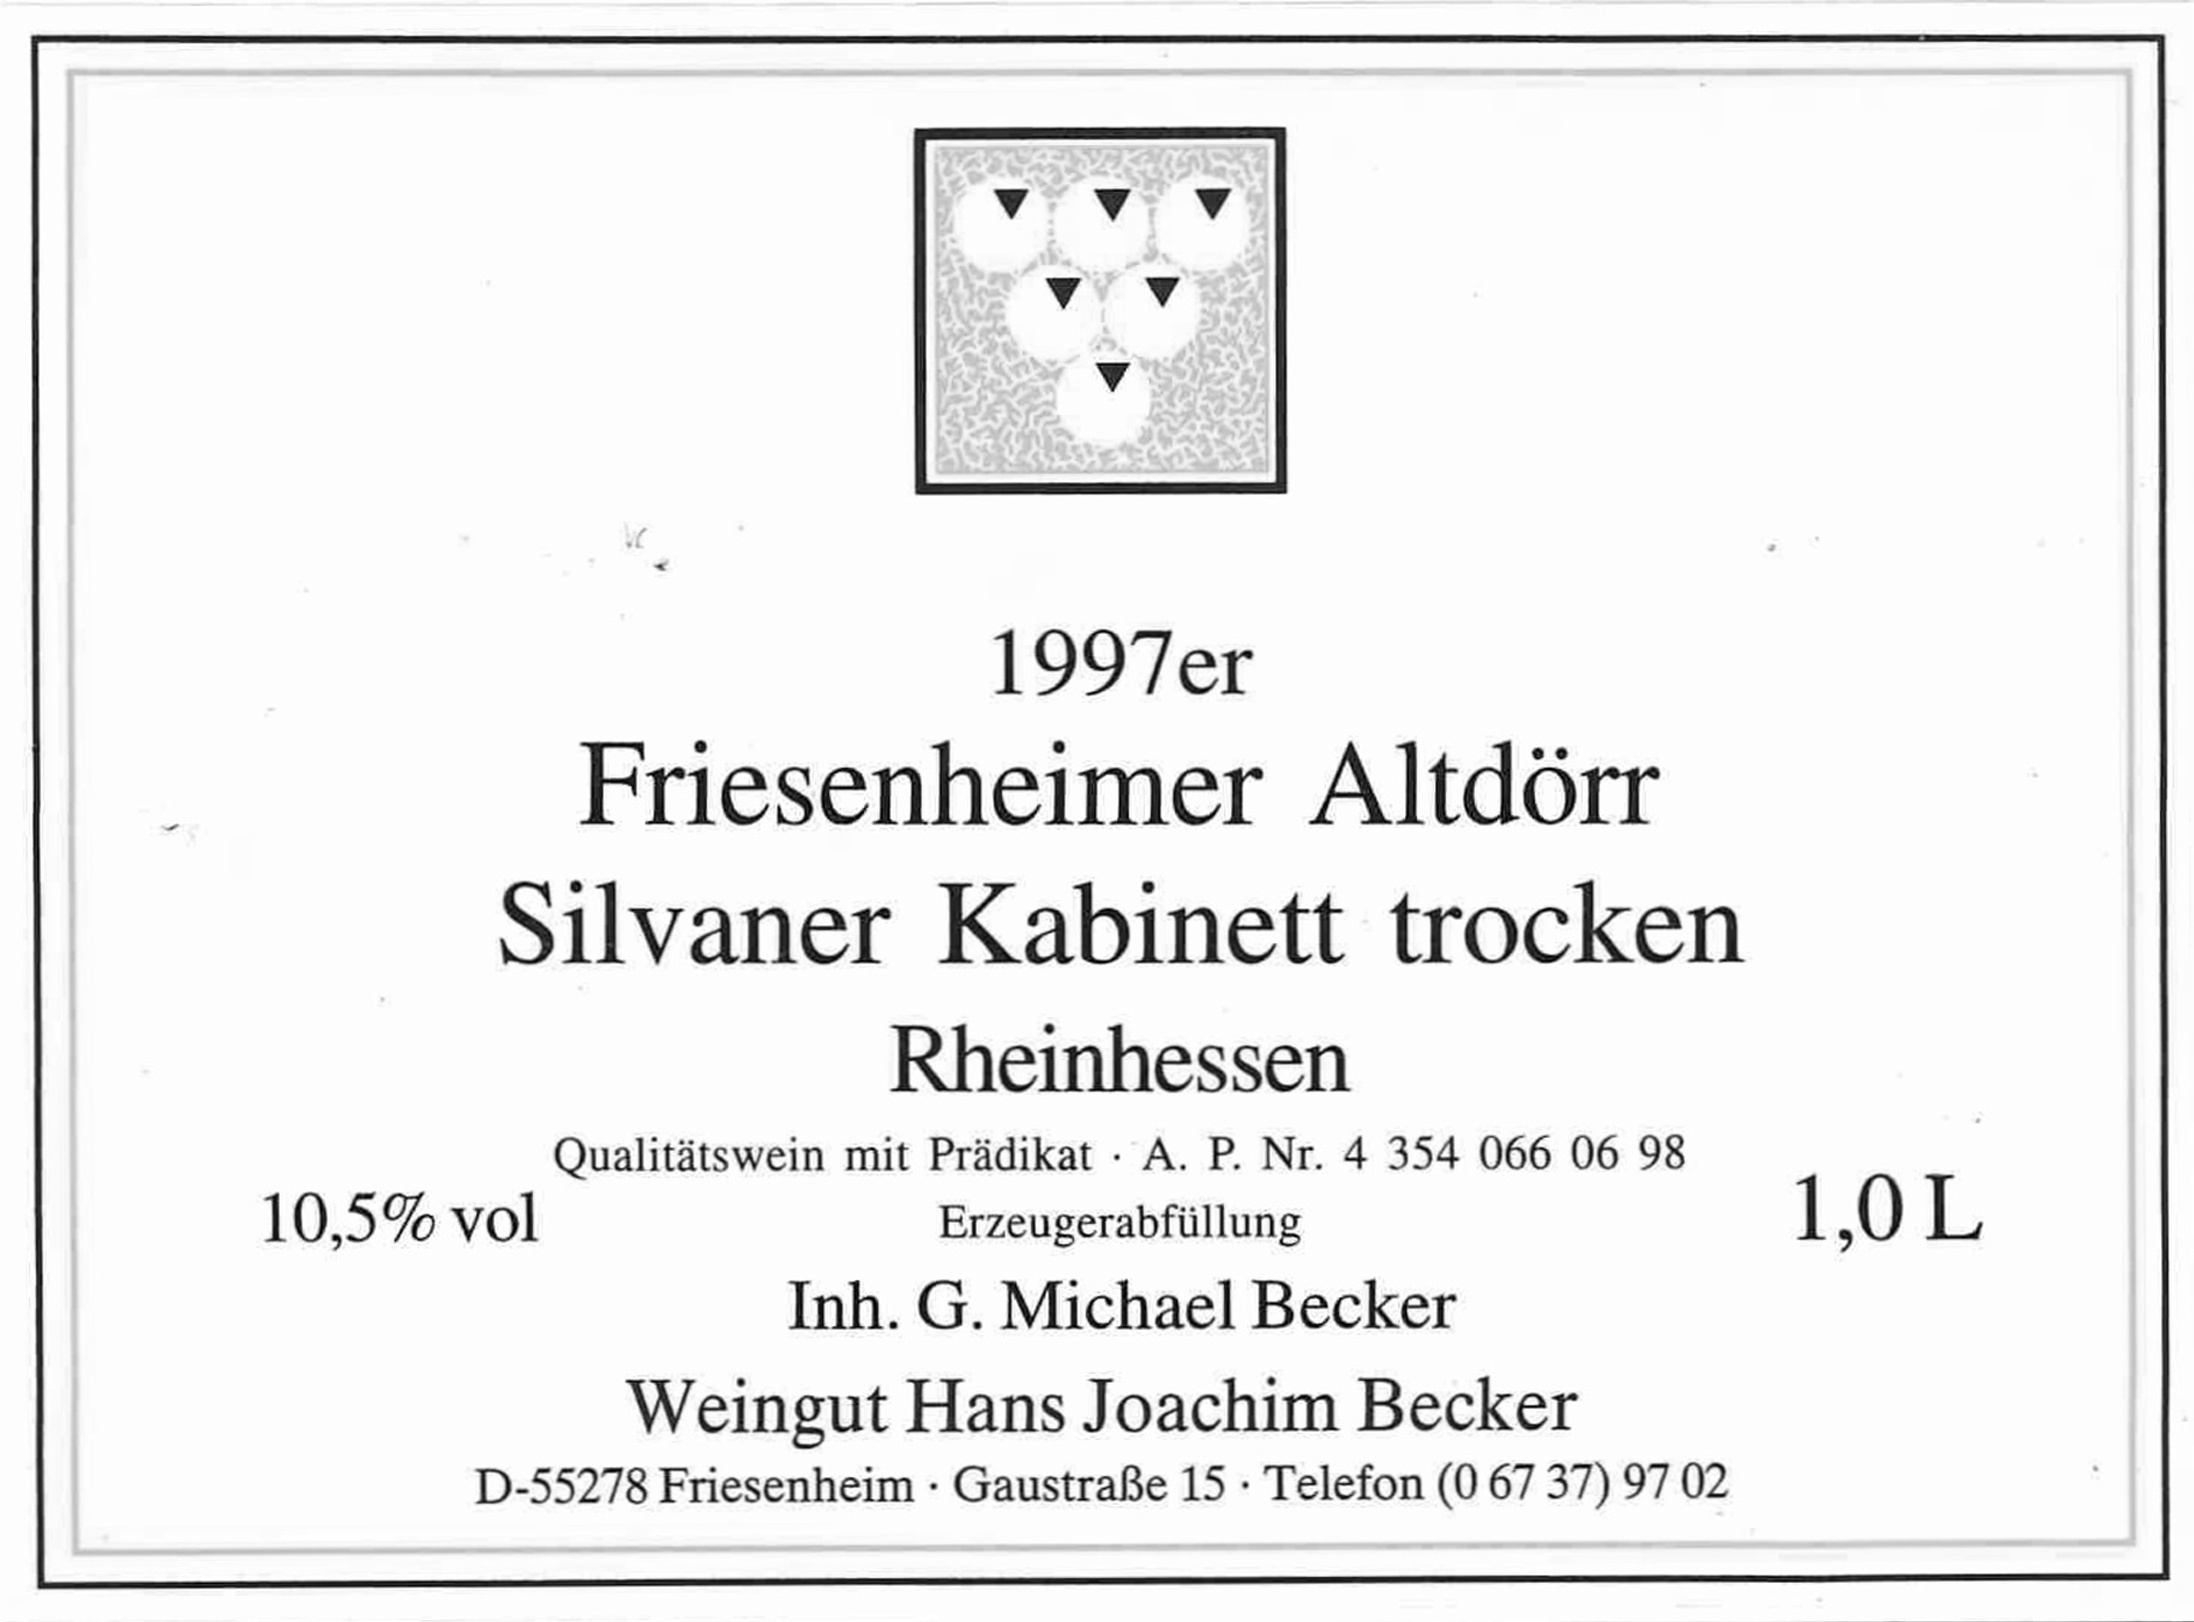 1997er
Friesenheimer Altdörr
Silvaner Kabinett trocken
Rheinhessen
Qualitätswein mit Prädikat · A. P. Nr. 4 354 066 06 98
10,5% vol
Erzeugerabfüllung
1,0 L
Inh. G. Michael Becker
Weingut Hans Joachim Becker
D-55278 Friesenheim · Gaustraße 15 · Telefon (0 67 37) 97 02